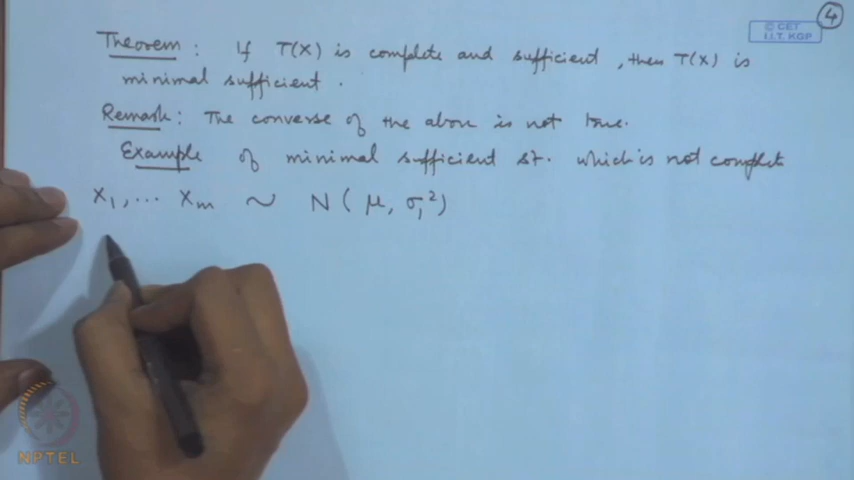 4
© CET
I.I.T. KGP
Theorem : If T(X) is complete and sufficient, then T(X) is
minimal sufficient.
Remark : The converse of the above is not true.
Example of minimal sufficient st. which is not complete
X₁, ... Xₘ ~ N(μ, σ₁²)
NPTEL